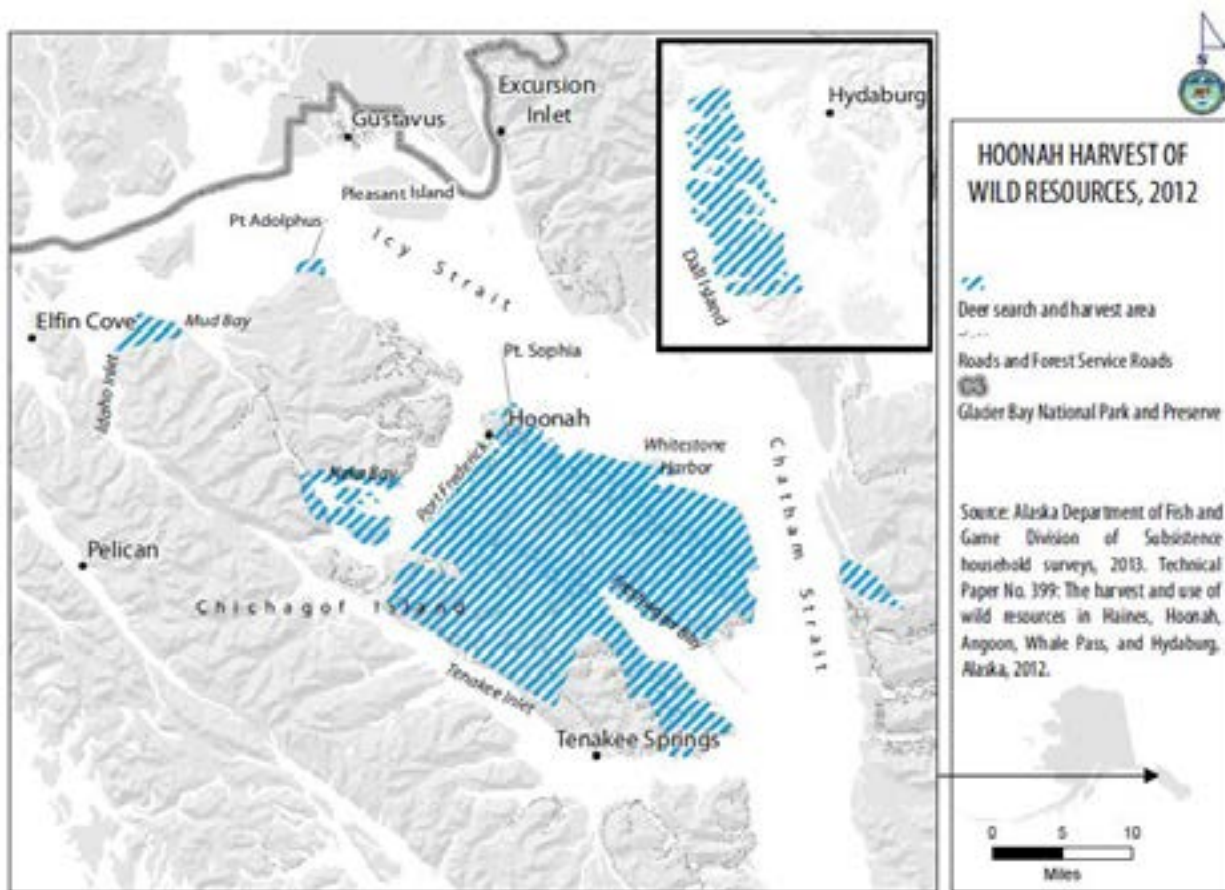 Excursion
Inlet
Gustavus
Hydaburg
Pleasant Island
Pt Adolphus
Icy Strait
Dall Island
Elfin Cove
Mud Bay
Idaho Inlet
Pt. Sophia
Hoonah
Whitestone
Harbor
Port Frederick
Chatham Strait
Pelican
Chichagof Island
Freshwater Bay
Tenakee Inlet
Tenakee Springs
HOONAH HARVEST OF
WILD RESOURCES, 2012
Deer search and harvest area
Roads and Forest Service Roads
Glacier Bay National Park and Preserve
Source: Alaska Department of Fish and
Game Division of Subsistence
household surveys, 2013. Technical
Paper No. 399: The harvest and use of
wild resources in Haines, Hoonah,
Angoon, Whale Pass, and Hydaburg,
Alaska, 2012.
0 5 10
Miles